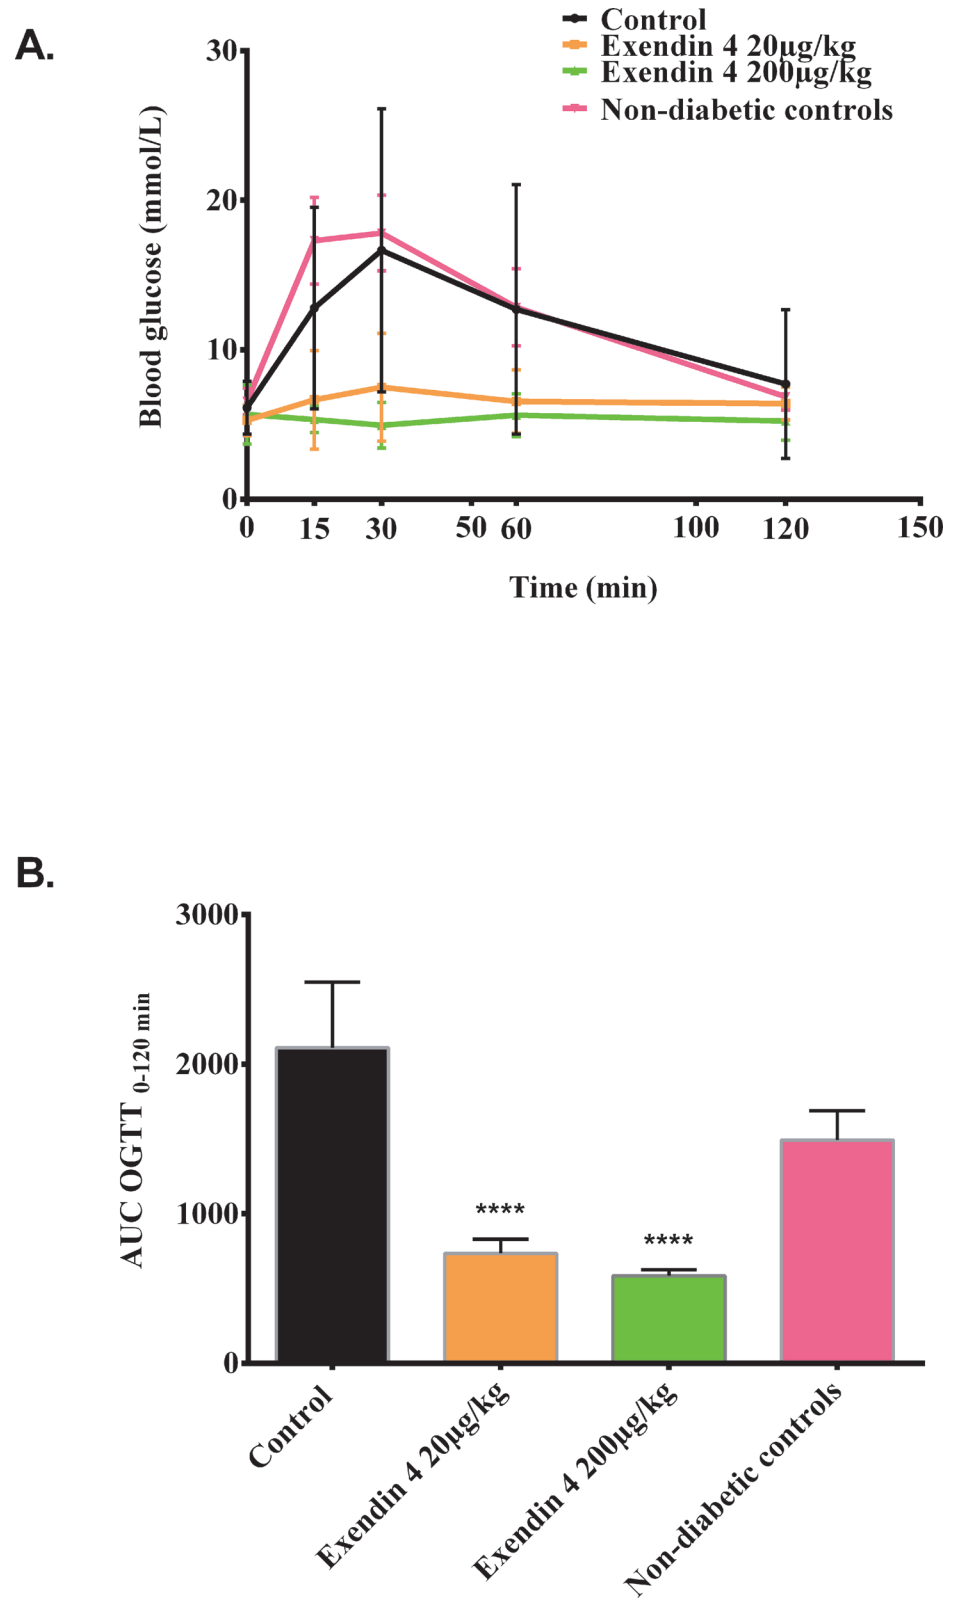 A.
Control
Exendin 4 20µg/kg
Exendin 4 200µg/kg
Non-diabetic controls
Blood glucose (mmol/L)
30
20
10
0
0 15 30 50 60 100 120 150
Time (min)
B.
AUC OGTT 0-120 min
3000
2000
1000
0
****
****
Control
Exendin 4 20µg/kg
Exendin 4 200µg/kg
Non-diabetic controls